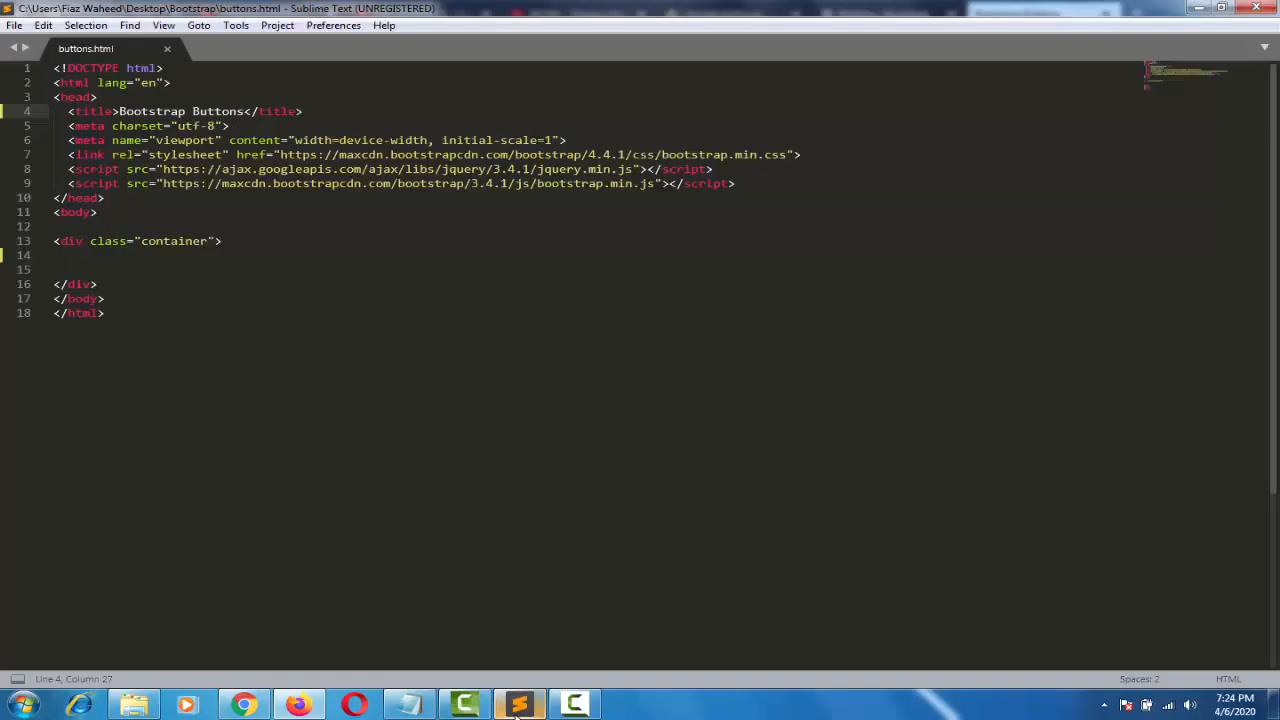 C:\Users\Fiaz Waheed\Desktop\Bootstrap\buttons.html - Sublime Text (UNREGISTERED)
File Edit Selection Find View Goto Tools Project Preferences Help
buttons.html
1 <!DOCTYPE html>
2 <html lang="en">
3 <head>
4 <title>Bootstrap Buttons</title>
5 <meta charset="utf-8">
6 <meta name="viewport" content="width=device-width, initial-scale=1">
7 <link rel="stylesheet" href="https://maxcdn.bootstrapcdn.com/bootstrap/4.4.1/css/bootstrap.min.css">
8 <script src="https://ajax.googleapis.com/ajax/libs/jquery/3.4.1/jquery.min.js"></script>
9 <script src="https://maxcdn.bootstrapcdn.com/bootstrap/3.4.1/js/bootstrap.min.js"></script>
10 </head>
11 <body>
12
13 <div class="container">
14
15
16 </div>
17 </body>
18 </html>
Line 4, Column 27 Spaces: 2 HTML
7:24 PM
4/6/2020